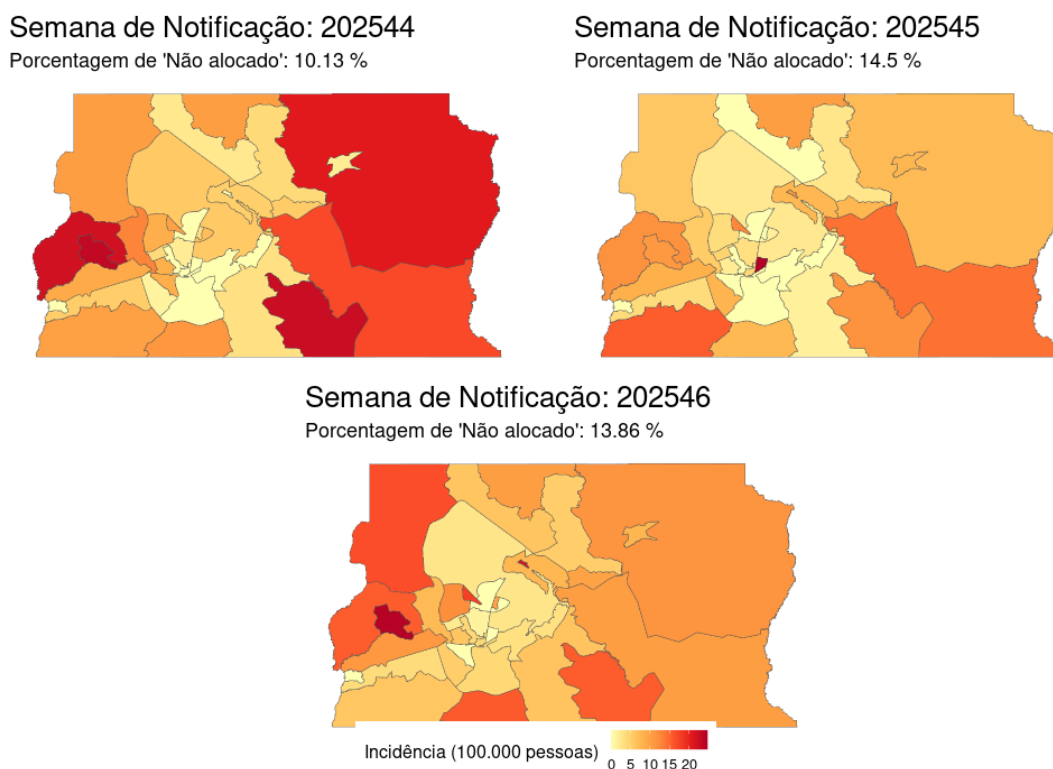 Semana de Notificação: 202544
Porcentagem de 'Não alocado': 10.13 %
Semana de Notificação: 202545
Porcentagem de 'Não alocado': 14.5 %
Semana de Notificação: 202546
Porcentagem de 'Não alocado': 13.86 %
Incidência (100.000 pessoas)
0 5 10 15 20